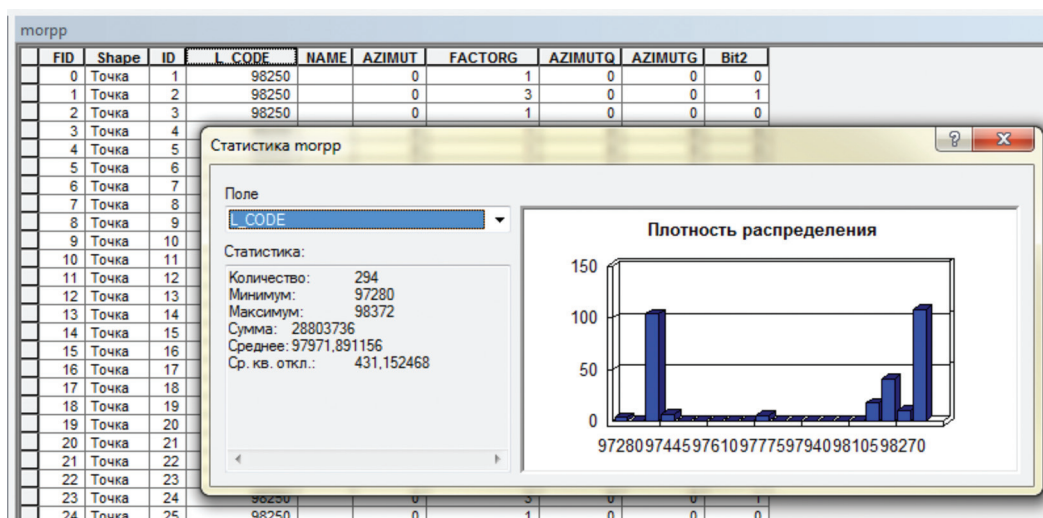 morpp
FID Shape ID L_CODE NAME AZIMUT FACTORG AZIMUTQ AZIMUTG Bit2
0 Точка 1 98250 0 1 0 0 0
1 Точка 2 98250 0 3 0 0 1
2 Точка 3 98250 0 1 0 0 0
3 Точка 4
4 Точка 5
5 Точка 6
6 Точка 7
7 Точка 8
8 Точка 9
9 Точка 10
10 Точка 11
11 Точка 12
12 Точка 13
13 Точка 14
14 Точка 15
15 Точка 16
16 Точка 17
17 Точка 18
18 Точка 19
19 Точка 20
20 Точка 21
21 Точка 22
22 Точка 23
23 Точка 24 98250 0 3 0 0 1
24 Точка 25 98250 0 1 0 0 0
Статистика morpp
Поле
L_CODE
Статистика:
Количество: 294
Минимум: 97280
Максимум: 98372
Сумма: 28803736
Среднее: 97971,891156
Ср. кв. откл.: 431,152468
Плотность распределения
150
100
50
0
97280 97445 97610 97775 97940 98105 98270